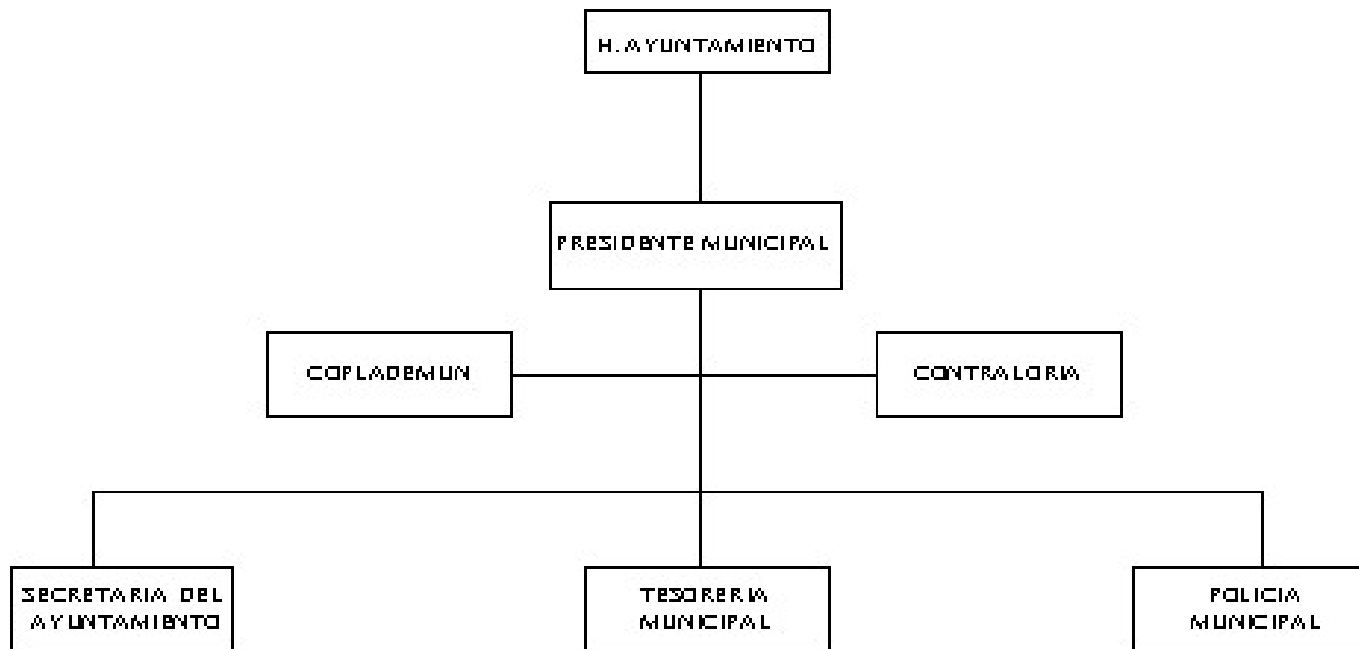 H. AYUNTAMIENTO
PRESIDENTE MUNICIPAL
COPLADEMUN
CONTRALORIA
SECRETARIA DEL
AYUNTAMIENTO
TESORERIA
MUNICIPAL
POLICIA
MUNICIPAL